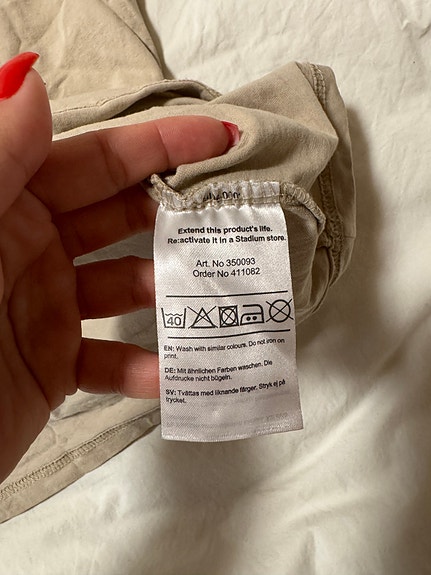 Extend this product's life.
Re:activate it in a Stadium store.
Art. No 350093
Order No 411082
40
EN: Wash with similar colours. Do not iron on
print.
DE: Mit ähnlichen Farben waschen. Die
Aufdrucke nicht bügeln.
SV: Tvättas med liknande färger. Stryk ej på
trycket.